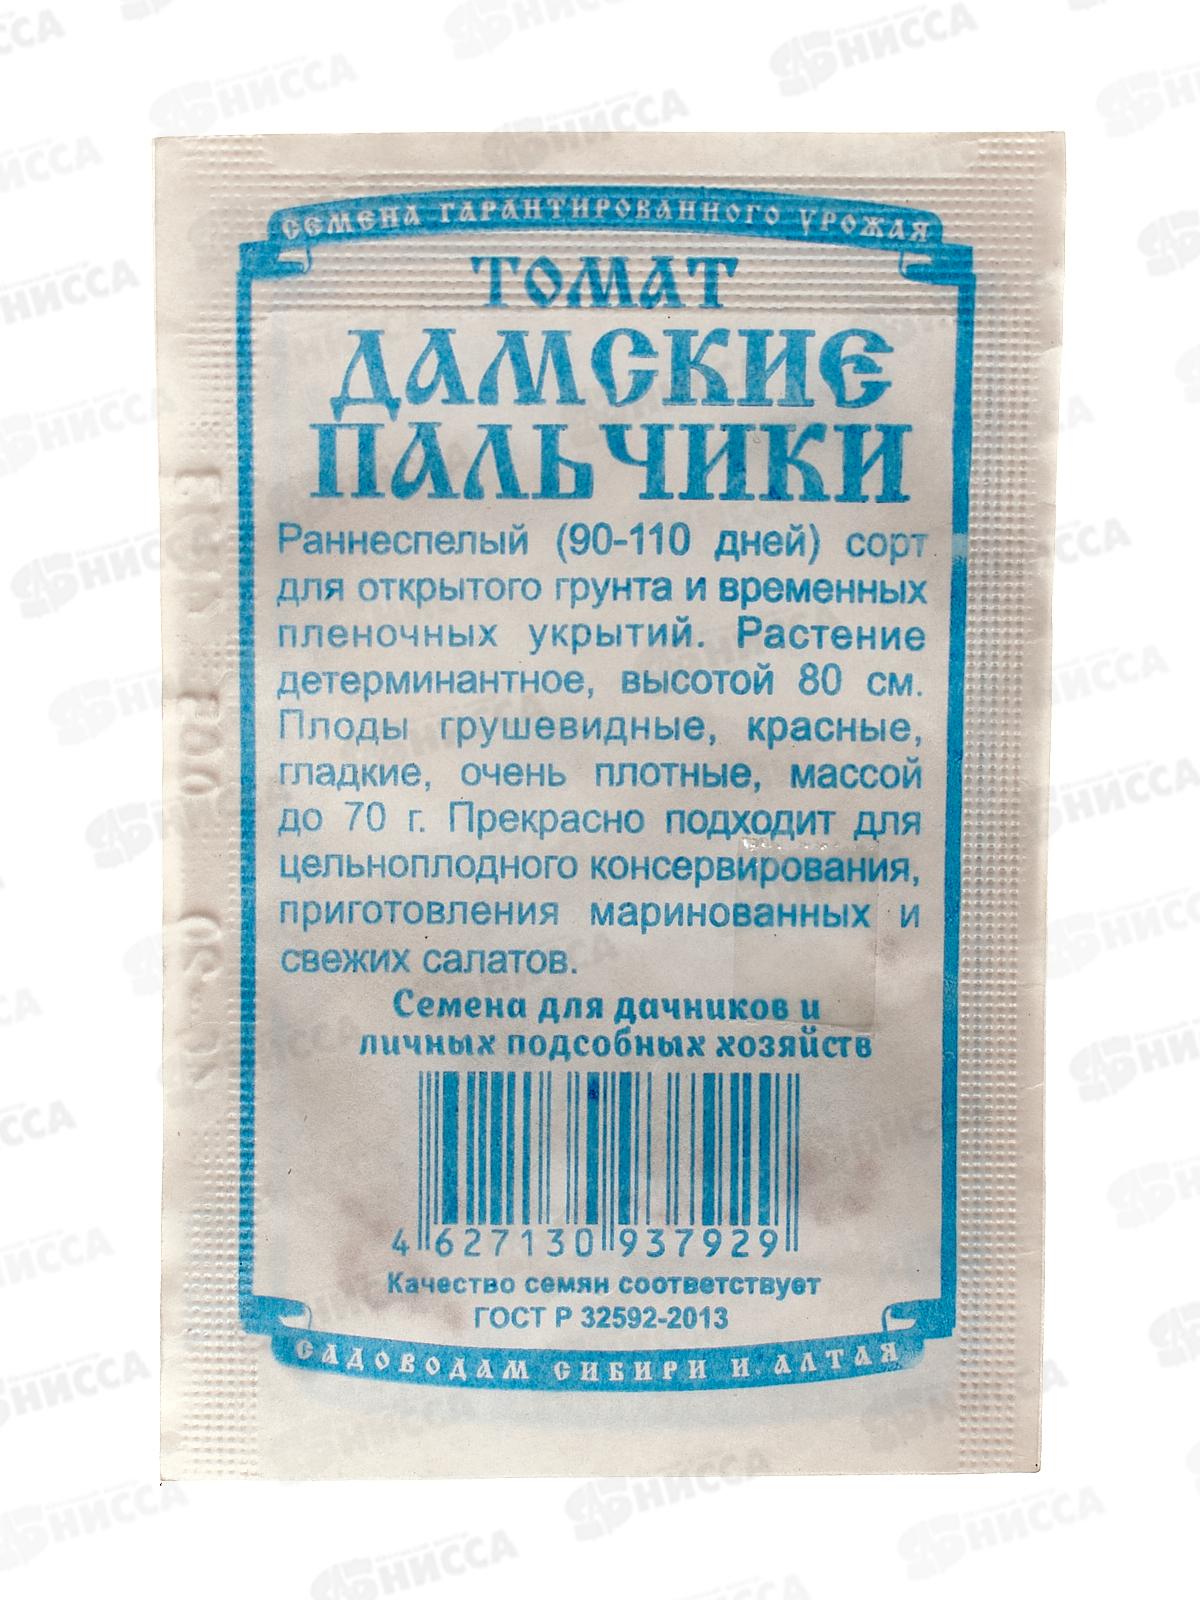 СЕМЕНА ГАРАНТИРОВАННОГО УРОЖАЯ
ТОМАТ
ДАМСКИЕ
ПАЛЬЧИКИ
Раннеспелый (90-110 дней) сорт
для открытого грунта и временных
пленочных укрытий. Растение
детерминантное, высотой 80 см.
Плоды грушевидные, красные,
гладкие, очень плотные, массой
до 70 г. Прекрасно подходит для
цельноплодного консервирования,
приготовления маринованных и
свежих салатов.
Семена для дачников и
личных подсобных хозяйств
4 627130 937929
Качество семян соответствует
ГОСТ Р 32592-2013
САДОВОДАМ СИБИРИ И АЛТАЯ